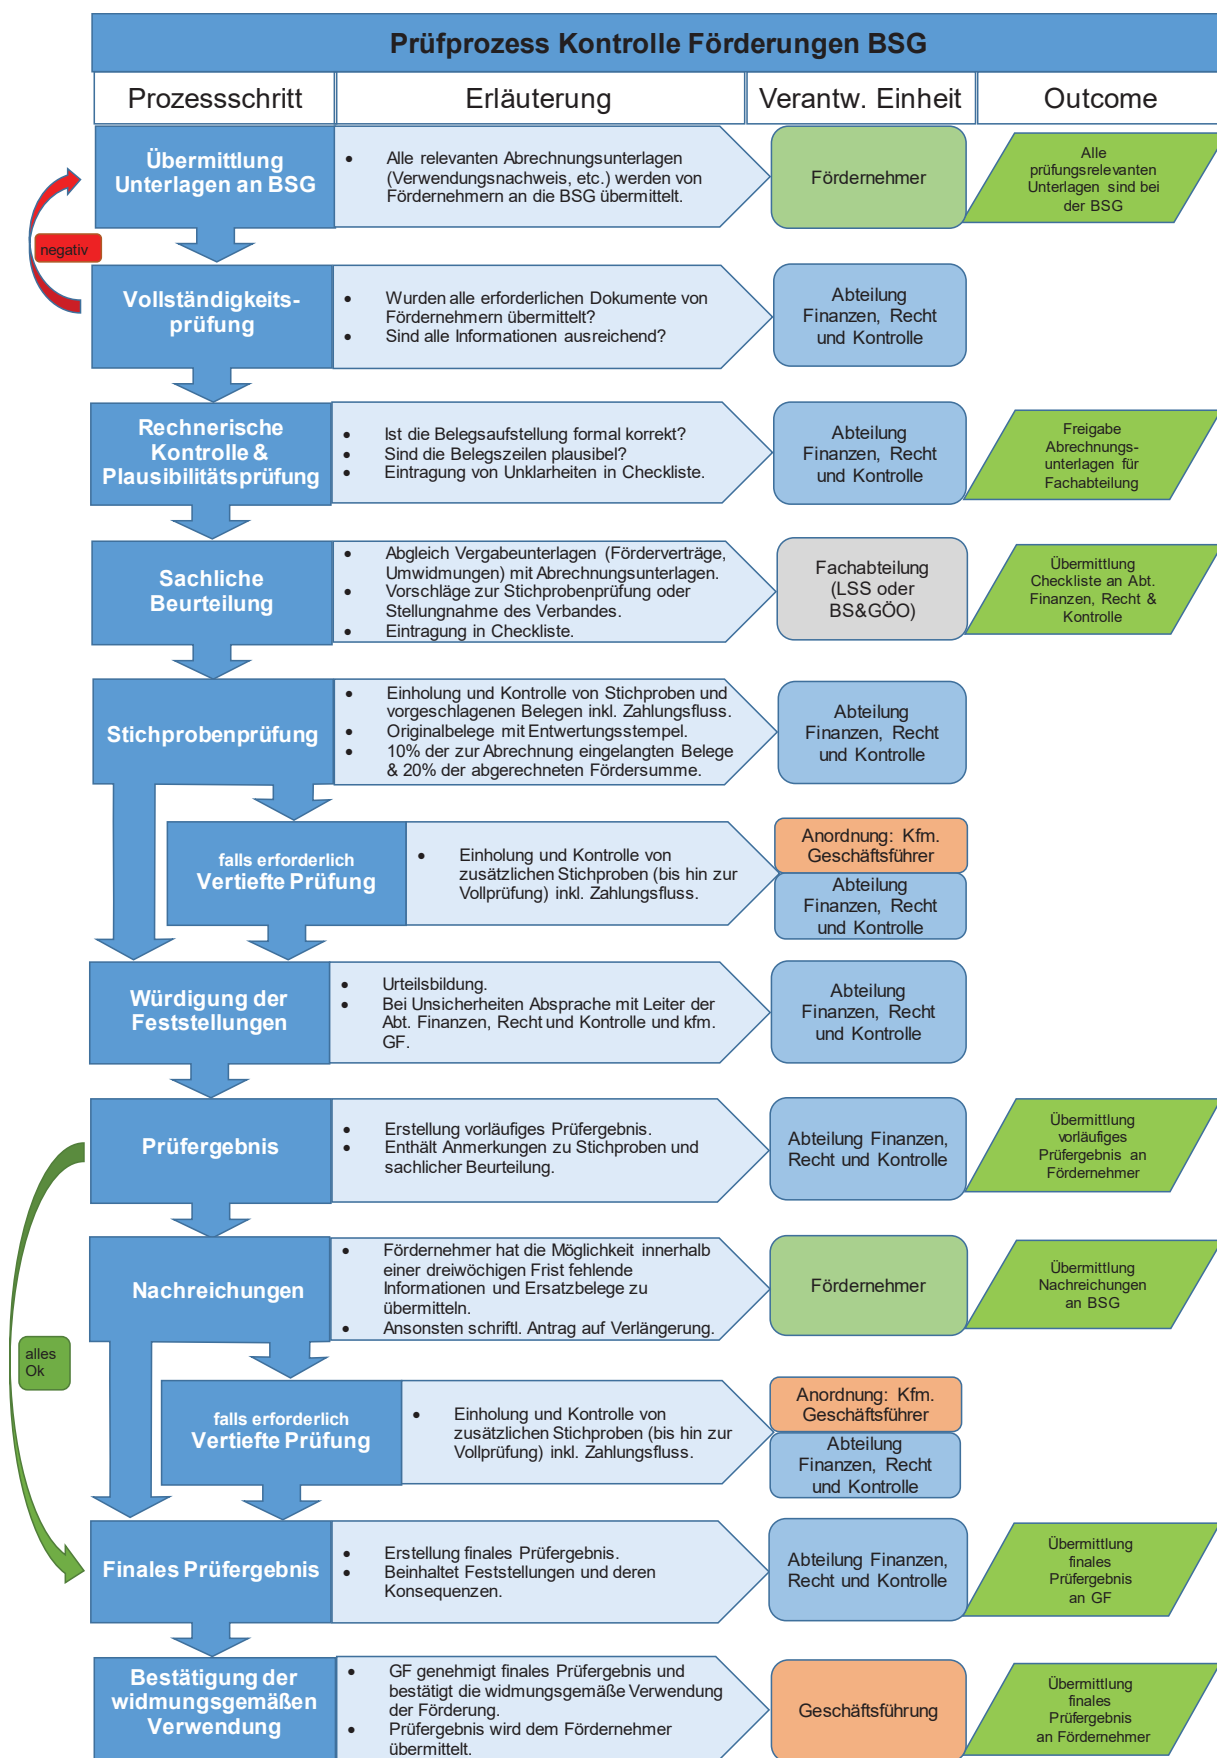 Prüfprozess Kontrolle Förderungen BSG
Prozessschritt
Erläuterung
Verantw. Einheit
Outcome
Übermittlung
Unterlagen an BSG
• Alle relevanten Abrechnungsunterlagen
(Verwendungsnachweis, etc.) werden von
Fördernehmern an die BSG übermittelt.
Fördernehmer
Alle
prüfungsrelevanten
Unterlagen sind bei
der BSG
negativ
Vollständigkeits-
prüfung
• Wurden alle erforderlichen Dokumente von
Fördernehmern übermittelt?
• Sind alle Informationen ausreichend?
Abteilung
Finanzen, Recht
und Kontrolle
Rechnerische
Kontrolle &
Plausibilitätsprüfung
• Ist die Belegsaufstellung formal korrekt?
• Sind die Belegszeilen plausibel?
• Eintragung von Unklarheiten in Checkliste.
Abteilung
Finanzen, Recht
und Kontrolle
Freigabe
Abrechnungs-
unterlagen für
Fachabteilung
Sachliche
Beurteilung
• Abgleich Vergabeunterlagen (Förderverträge,
Umwidmungen) mit Abrechnungsunterlagen.
• Vorschläge zur Stichprobenprüfung oder
Stellungnahme des Verbandes.
• Eintragung in Checkliste.
Fachabteilung
(LSS oder
BS&GÖO)
Übermittlung
Checkliste an Abt.
Finanzen, Recht &
Kontrolle
Stichprobenprüfung
• Einholung und Kontrolle von Stichproben und
vorgeschlagenen Belegen inkl. Zahlungsfluss.
• Originalbelege mit Entwertungsstempel.
• 10% der zur Abrechnung eingelangten Belege
& 20% der abgerechneten Fördersumme.
Abteilung
Finanzen, Recht
und Kontrolle
falls erforderlich
Vertiefte Prüfung
• Einholung und Kontrolle von
zusätzlichen Stichproben (bis hin zur
Vollprüfung) inkl. Zahlungsfluss.
Anordnung: Kfm.
Geschäftsführer
Abteilung
Finanzen, Recht
und Kontrolle
Würdigung der
Feststellungen
• Urteilsbildung.
• Bei Unsicherheiten Absprache mit Leiter der
Abt. Finanzen, Recht und Kontrolle und kfm.
GF.
Abteilung
Finanzen, Recht
und Kontrolle
Prüfergebnis
• Erstellung vorläufiges Prüfergebnis.
• Enthält Anmerkungen zu Stichproben und
sachlicher Beurteilung.
Abteilung Finanzen,
Recht und Kontrolle
Übermittlung
vorläufiges
Prüfergebnis an
Fördernehmer
Nachreichungen
• Fördernehmer hat die Möglichkeit innerhalb
einer dreiwöchigen Frist fehlende
Informationen und Ersatzbelege zu
übermitteln.
• Ansonsten schriftl. Antrag auf Verlängerung.
Fördernehmer
Übermittlung
Nachreichungen
an BSG
alles
Ok
falls erforderlich
Vertiefte Prüfung
• Einholung und Kontrolle von
zusätzlichen Stichproben (bis hin zur
Vollprüfung) inkl. Zahlungsfluss.
Anordnung: Kfm.
Geschäftsführer
Abteilung
Finanzen, Recht
und Kontrolle
Finales Prüfergebnis
• Erstellung finales Prüfergebnis.
• Beinhaltet Feststellungen und deren
Konsequenzen.
Abteilung Finanzen,
Recht und Kontrolle
Übermittlung
finales
Prüfergebnis
an GF
Bestätigung der
widmungsgemäßen
Verwendung
• GF genehmigt finales Prüfergebnis und
bestätigt die widmungsgemäße Verwendung
der Förderung.
• Prüfergebnis wird dem Fördernehmer
übermittelt.
Geschäftsführung
Übermittlung
finales
Prüfergebnis
an Fördernehmer